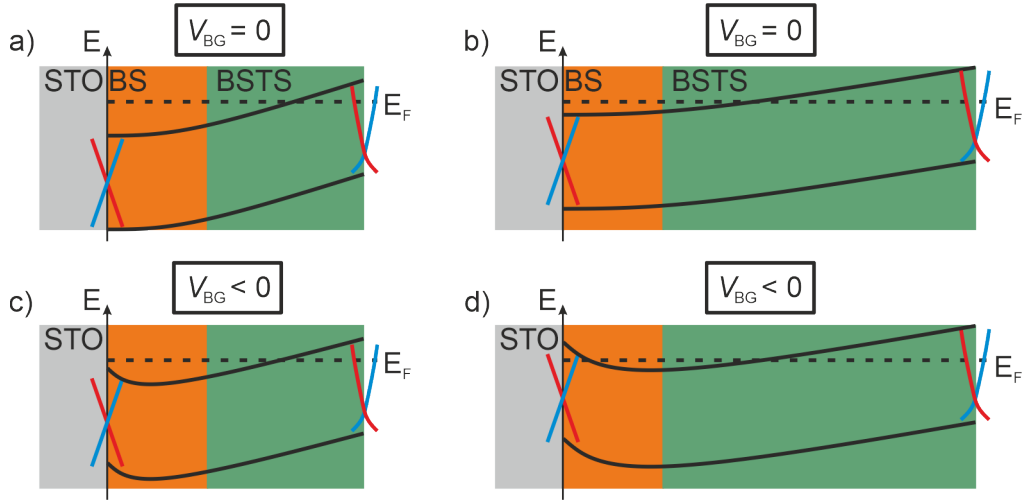 a)
V_BG = 0
E
STO BS BSTS
E_F
b)
V_BG = 0
E
STO BS BSTS
E_F
c)
V_BG < 0
E
STO
E_F
d)
V_BG < 0
E
STO
E_F